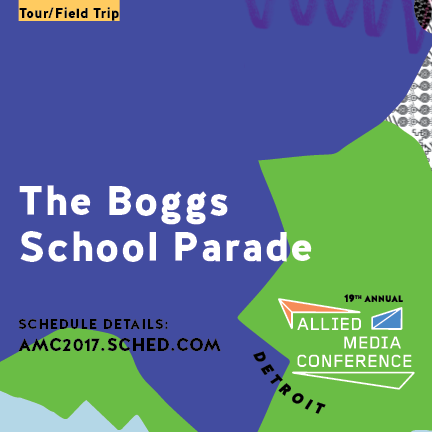 Tour/Field Trip
The Boggs
School Parade
SCHEDULE DETAILS:
AMC2017.SCHED.COM
19TH ANNUAL
ALLIED
MEDIA
CONFERENCE
DETROIT